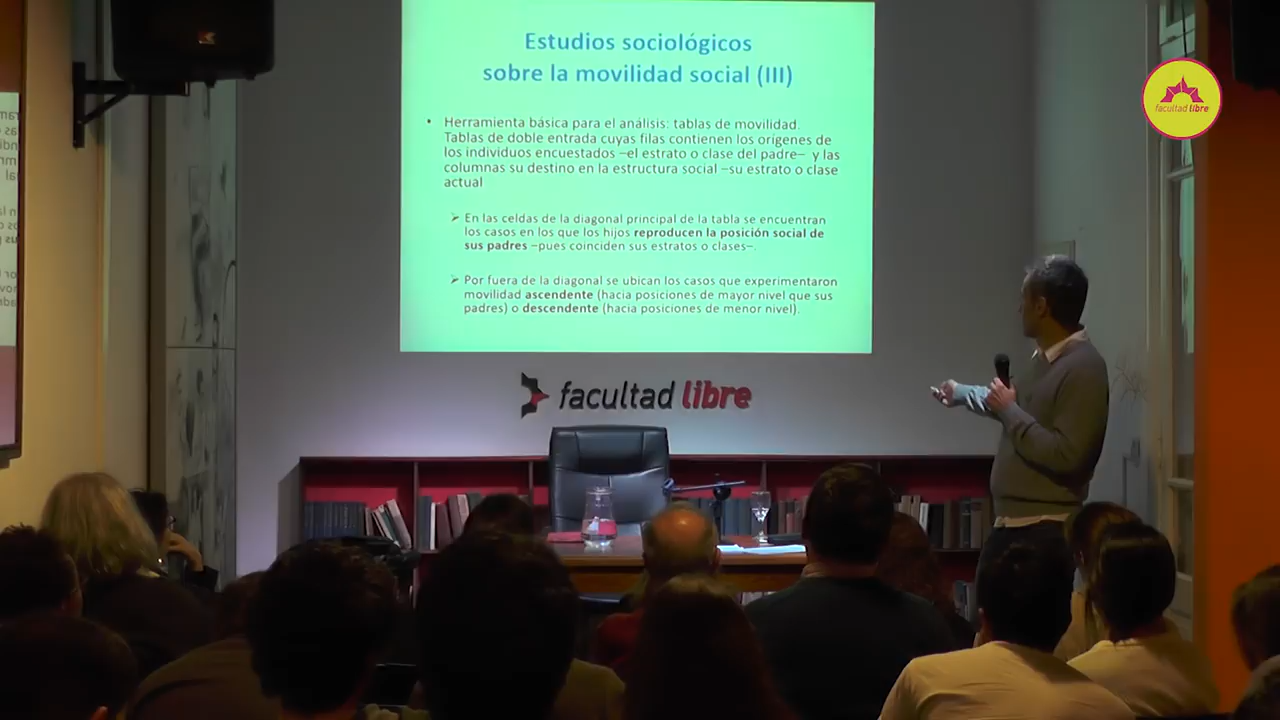 Estudios sociológicos
sobre la movilidad social (III)
• Herramienta básica para el análisis: tablas de movilidad.
Tablas de doble entrada cuyas filas contienen los orígenes de
los individuos encuestados –el estrato o clase del padre– y las
columnas su destino en la estructura social –su estrato o clase
actual
➢ En las celdas de la diagonal principal de la tabla se encuentran
los casos en los que los hijos reproducen la posición social de
sus padres –pues coinciden sus estratos o clases–.
➢ Por fuera de la diagonal se ubican los casos que experimentaron
movilidad ascendente (hacia posiciones de mayor nivel que sus
padres) o descendente (hacia posiciones de menor nivel).
facultad libre
facultad libre